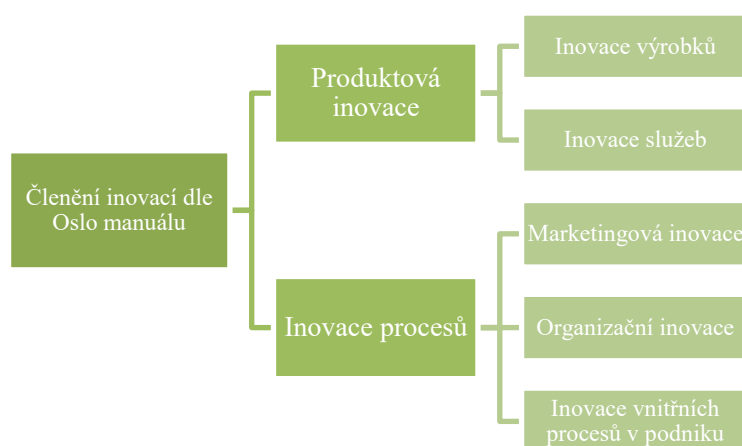 Členění inovací dle
Oslo manuálu
Produktová
inovace
Inovace výrobků
Inovace služeb
Inovace procesů
Marketingová inovace
Organizační inovace
Inovace vnitřních
procesů v podniku